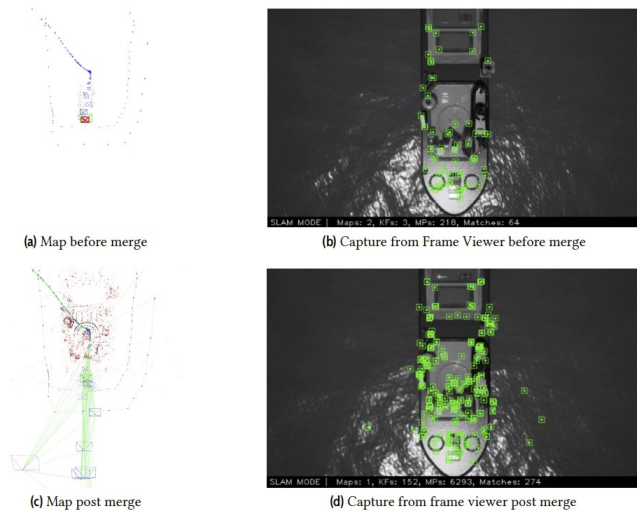 SLAM MODE | Maps: 2, KFs: 3, MPs: 218, Matches: 64
(a) Map before merge
(b) Capture from Frame Viewer before merge
SLAM MODE | Maps: 1, KFs: 152, MPs: 6293, Matches: 274
(c) Map post merge
(d) Capture from frame viewer post merge